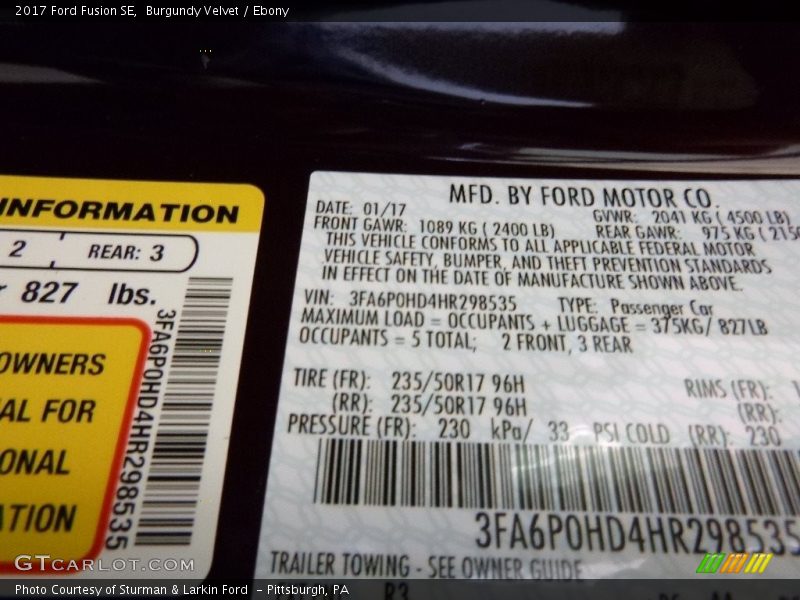 2017 Ford Fusion SE,  Burgundy Velvet / Ebony
INFORMATION
2 REAR: 3
827 lbs.
OWNERS
FOR
3FA6P0HD4HR298535
MFD. BY FORD MOTOR CO.
DATE: 01/17 GVWR: 2041 KG ( 4500 LB)
FRONT GAWR: 1089 KG ( 2400 LB) REAR GAWR: 975 KG (
THIS VEHICLE CONFORMS TO ALL APPLICABLE FEDERAL MOTOR
VEHICLE SAFETY, BUMPER, AND THEFT PREVENTION STANDARDS
IN EFFECT ON THE DATE OF MANUFACTURE SHOWN ABOVE.
VIN: 3FA6P0HD4HR298535 TYPE: Passenger Car
MAXIMUM LOAD = OCCUPANTS + LUGGAGE = 375KG/ 827LB
OCCUPANTS = 5 TOTAL; 2 FRONT, 3 REAR
TIRE (FR): 235/50R17 96H RIMS (FR):
(RR): 235/50R17 96H (RR):
PRESSURE (FR): 230 kPa/ 33 PSI COLD (RR): 230
3FA6P0HD4HR298535
TRAILER TOWING - SEE OWNER GUIDE
GTCARLOT.COM
Photo Courtesy of Sturman & Larkin Ford  - Pittsburgh, PA